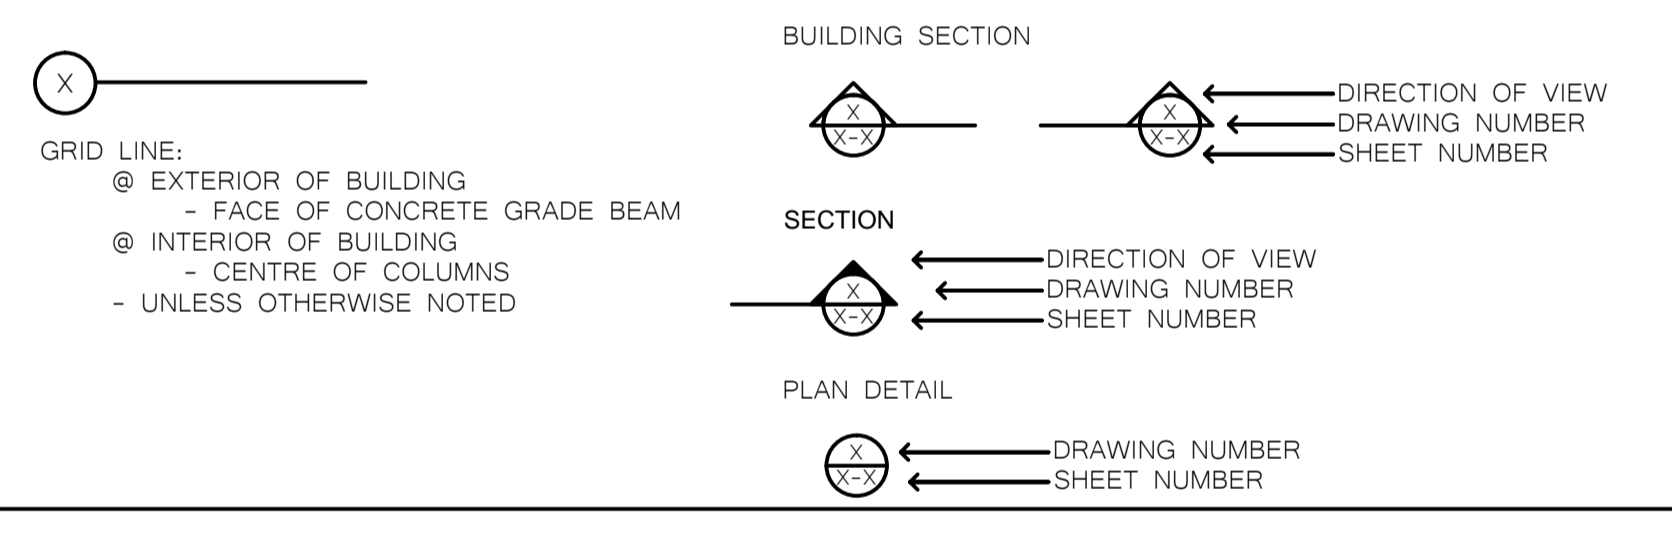 X
GRID LINE:
@ EXTERIOR OF BUILDING
- FACE OF CONCRETE GRADE BEAM
@ INTERIOR OF BUILDING
- CENTRE OF COLUMNS
- UNLESS OTHERWISE NOTED
BUILDING SECTION
X
X-X
X
X-X
DIRECTION OF VIEW
DRAWING NUMBER
SHEET NUMBER
SECTION
X
X-X
DIRECTION OF VIEW
DRAWING NUMBER
SHEET NUMBER
PLAN DETAIL
X
X-X
DRAWING NUMBER
SHEET NUMBER